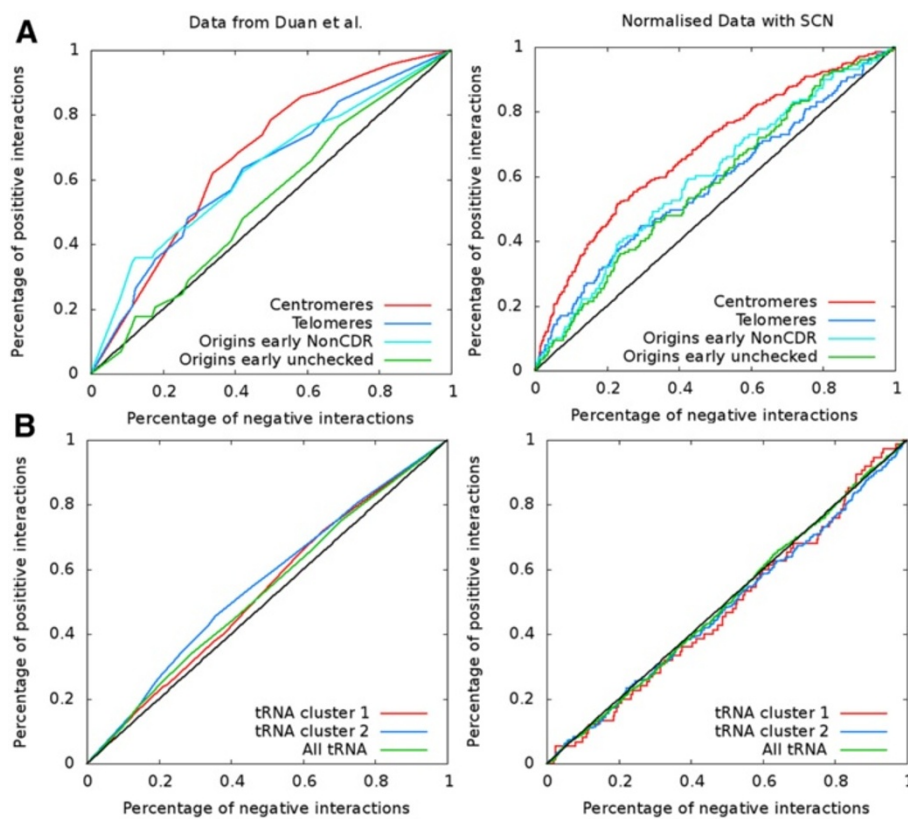 A
Data from Duan et al.
Percentage of posititive interactions
1
0.8
0.6
0.4
0.2
0
Centromeres
Telomeres
Origins early NonCDR
Origins early unchecked
0 0.2 0.4 0.6 0.8 1
Percentage of negative interactions
Normalised Data with SCN
Percentage of posititive interactions
1
0.8
0.6
0.4
0.2
0
Centromeres
Telomeres
Origins early NonCDR
Origins early unchecked
0 0.2 0.4 0.6 0.8 1
Percentage of negative interactions
B
Percentage of posititive interactions
1
0.8
0.6
0.4
0.2
0
tRNA cluster 1
tRNA cluster 2
All tRNA
0 0.2 0.4 0.6 0.8 1
Percentage of negative interactions
Percentage of posititive interactions
1
0.8
0.6
0.4
0.2
0
tRNA cluster 1
tRNA cluster 2
All tRNA
0 0.2 0.4 0.6 0.8 1
Percentage of negative interactions